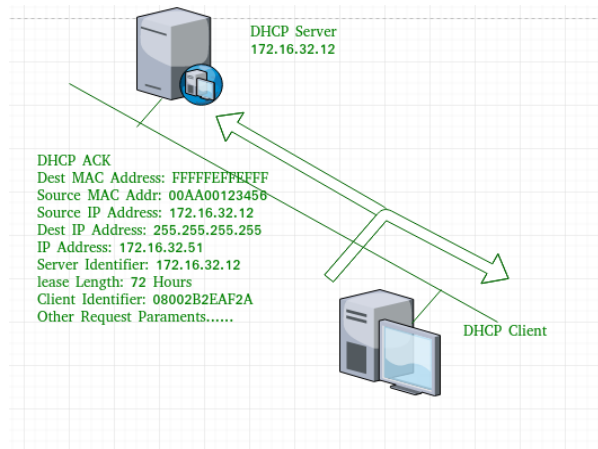 DHCP Server
172.16.32.12
DHCP ACK
Dest MAC Address: FFFFFEFFEFFF
Source MAC Addr: 00AA00123456
Source IP Address: 172.16.32.12
Dest IP Address: 255.255.255.255
IP Address: 172.16.32.51
Server Identifier: 172.16.32.12
lease Length: 72 Hours
Client Identifier: 08002B2EAF2A
Other Request Paraments......
DHCP Client